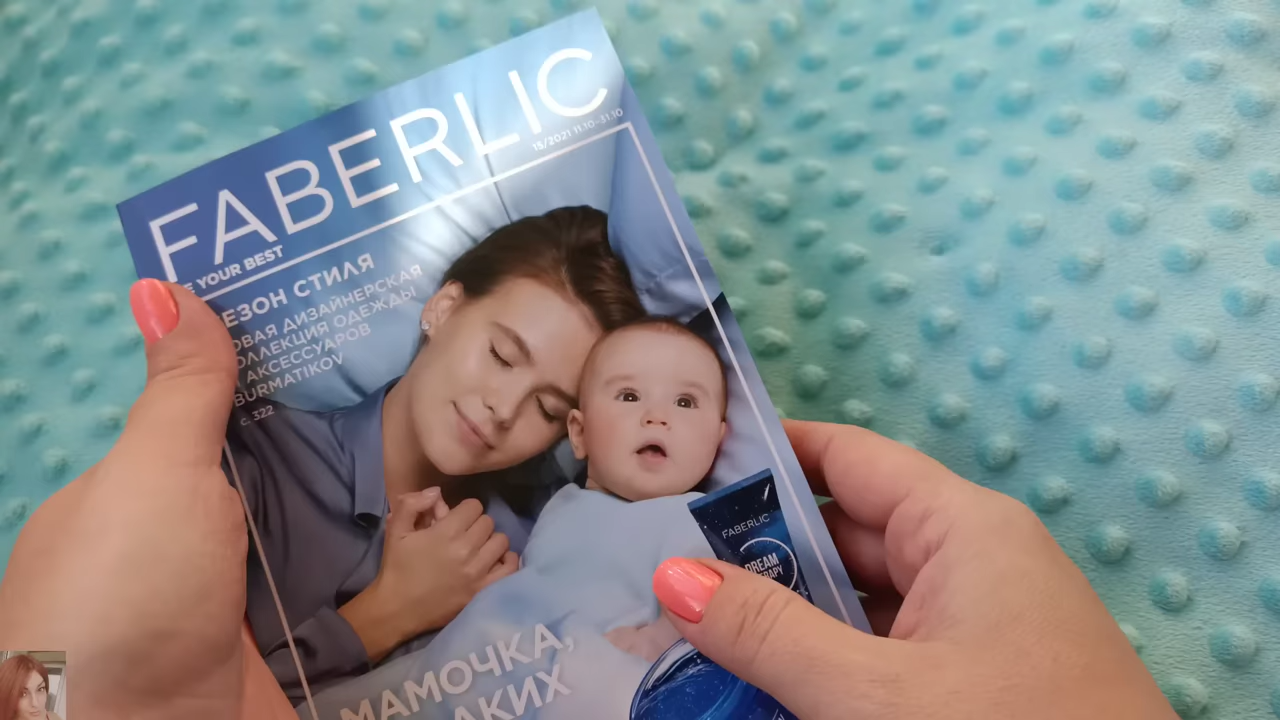 FABERLIC
15/2021 11.10-31.10
YOUR BEST
ЕЗОН СТИЛЯ
ОВАЯ ДИЗАЙНЕРСКАЯ
ОЛЛЕКЦИЯ ОДЕЖДЫ
АКСЕССУАРОВ
BURMATIKOV
с. 322
FABERLIC
DREAM
МАМОЧКА,